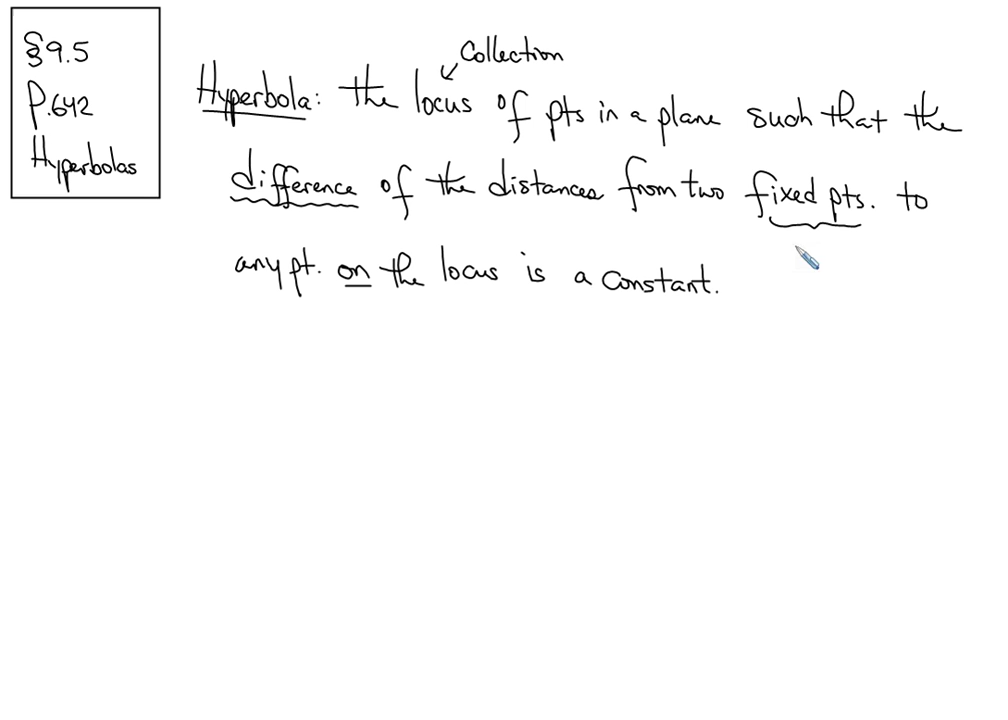 §9.5
P.642
Hyperbolas
Collection
Hyperbola: the locus of pts in a plane such that the
difference of the distances from two fixed pts. to
any pt. on the locus is a constant.